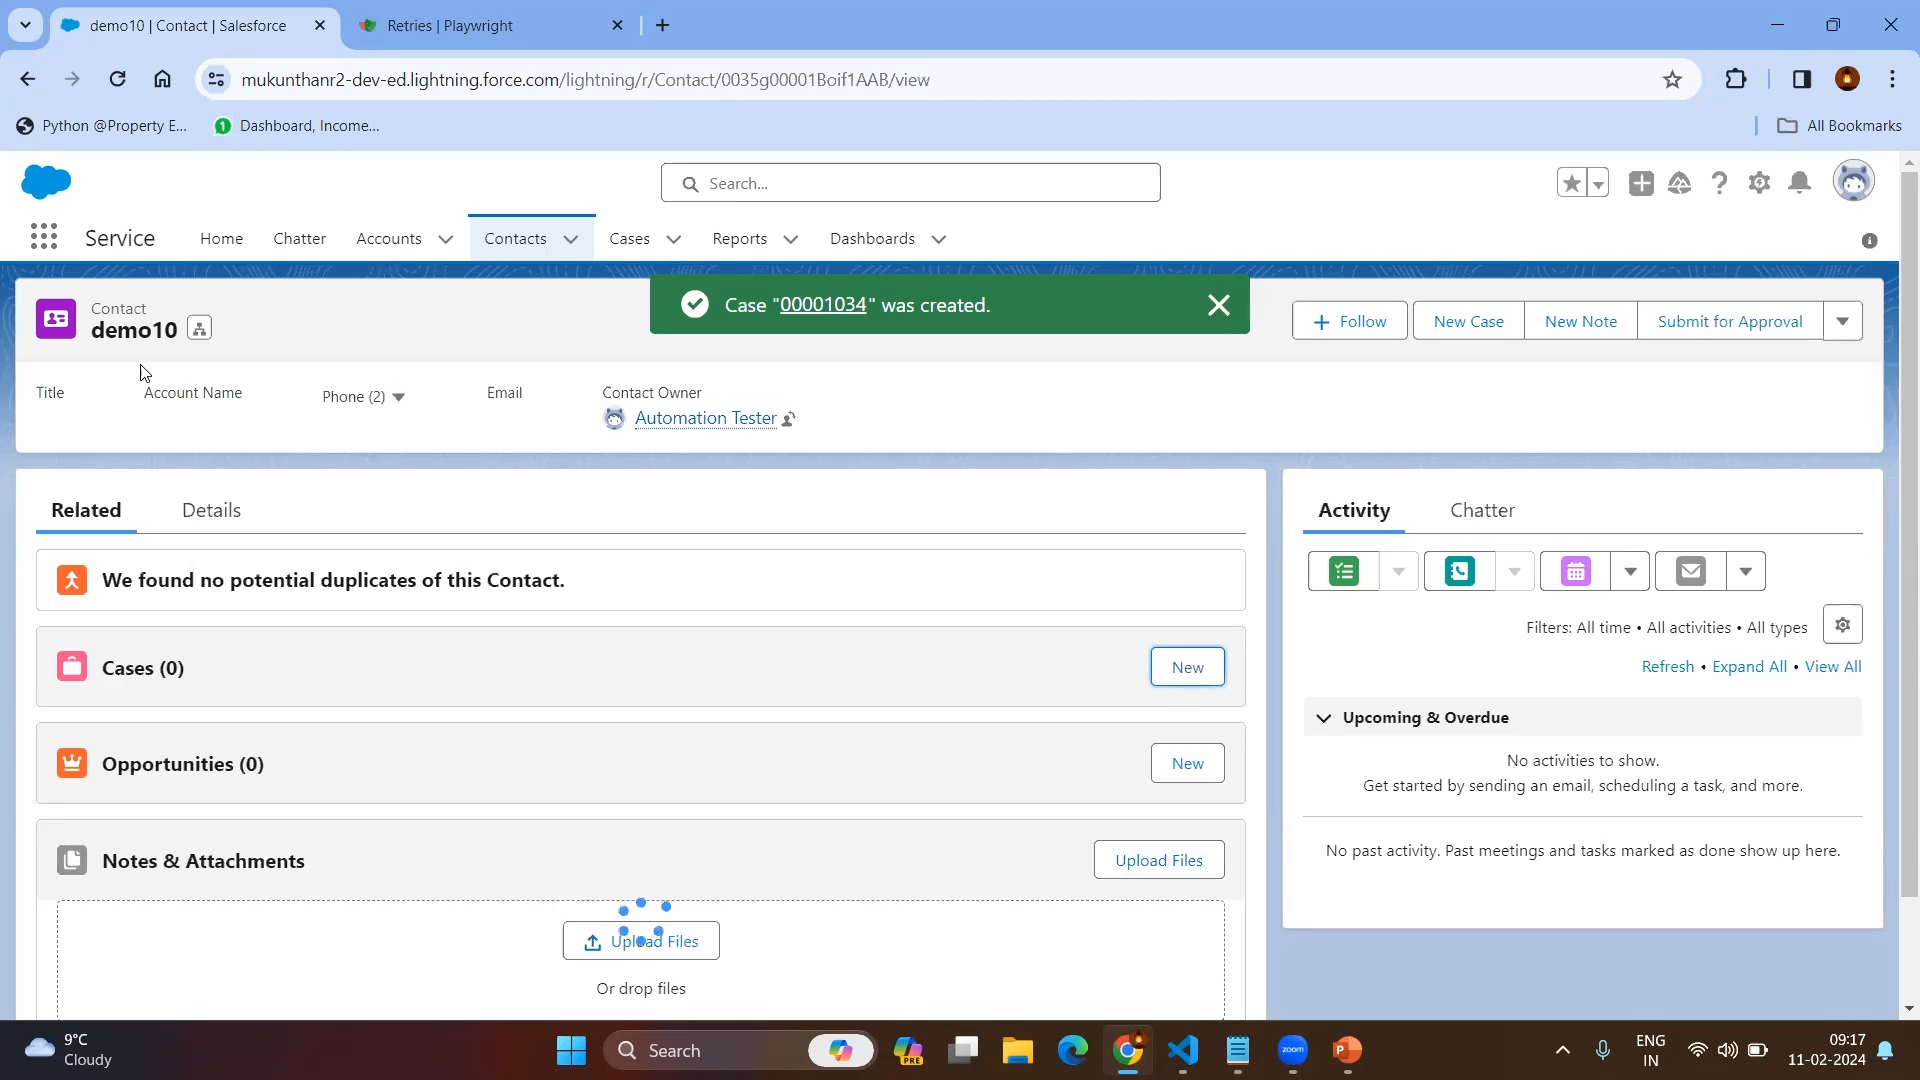 demo10 | Contact | Salesforce
Retries | Playwright
mukunthanr2-dev-ed.lightning.force.com/lightning/r/Contact/0035g00001Boif1AAB/view
Python @Property E...
1
Dashboard, Income...
All Bookmarks
Search...
Service
Home
Chatter
Accounts
Contacts
Cases
Reports
Dashboards
Contact
demo10
Case "00001034" was created.
Follow
New Case
New Note
Submit for Approval
Title
Account Name
Phone (2)
Email
Contact Owner
Automation Tester
Related
Details
Activity
Chatter
We found no potential duplicates of this Contact.
Filters: All time • All activities • All types
Cases (0)
New
Refresh • Expand All • View All
Upcoming & Overdue
Opportunities (0)
New
No activities to show.
Get started by sending an email, scheduling a task, and more.
Notes & Attachments
Upload Files
No past activity. Past meetings and tasks marked as done show up here.
Upload Files
Or drop files
9°C
Cloudy
Search
PRE
zoom
ENG
IN
09:17
11-02-2024